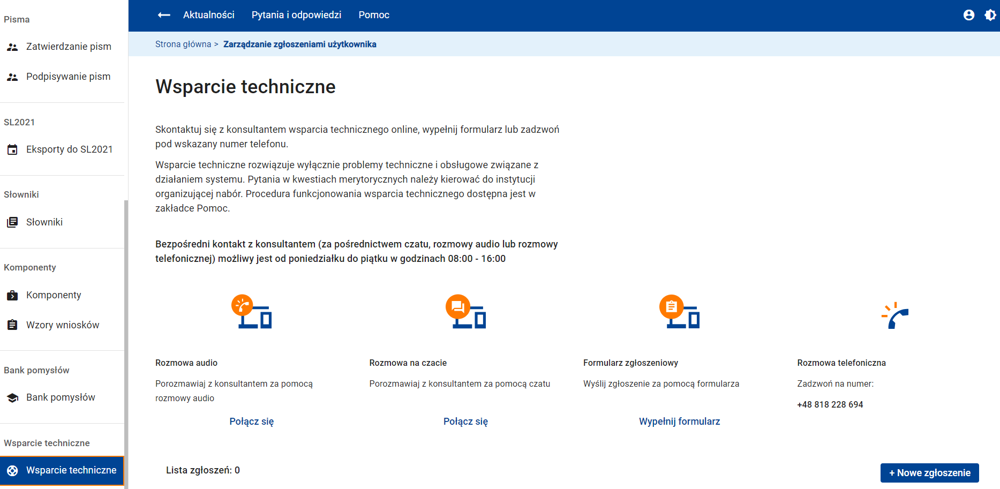 Pisma
Zatwierdzanie pism
Podpisywanie pism
SL2021
Eksporty do SL2021
Słowniki
Słowniki
Komponenty
Komponenty
Wzory wniosków
Bank pomysłów
Bank pomysłów
Wsparcie techniczne
Wsparcie techniczne
Aktualności Pytania i odpowiedzi Pomoc
Strona główna > Zarządzanie zgłoszeniami użytkownika
Wsparcie techniczne
Skontaktuj się z konsultantem wsparcia technicznego online, wypełnij formularz lub zadzwoń
pod wskazany numer telefonu.
Wsparcie techniczne rozwiązuje wyłącznie problemy techniczne i obsługowe związane z
działaniem systemu. Pytania w kwestiach merytorycznych należy kierować do instytucji
organizującej nabór. Procedura funkcjonowania wsparcia technicznego dostępna jest w
zakładce Pomoc.
Bezpośredni kontakt z konsultantem (za pośrednictwem czatu, rozmowy audio lub rozmowy
telefonicznej) możliwy jest od poniedziałku do piątku w godzinach 08:00 - 16:00
Rozmowa audio
Porozmawiaj z konsultantem za pomocą
rozmowy audio
Połącz się
Rozmowa na czacie
Porozmawiaj z konsultantem za pomocą czatu
Połącz się
Formularz zgłoszeniowy
Wyślij zgłoszenie za pomocą formularza
Wypełnij formularz
Rozmowa telefoniczna
Zadzwoń na numer:
+48 818 228 694
Lista zgłoszeń: 0
+ Nowe zgłoszenie